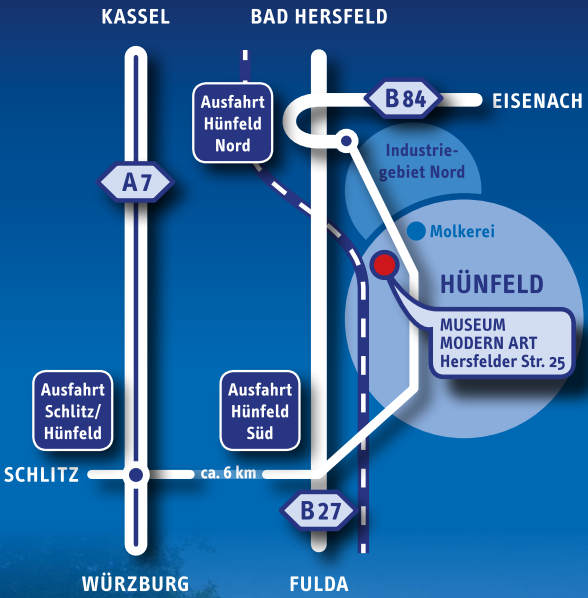 KASSEL
BAD HERSFELD
Ausfahrt
Hünfeld
Nord
B 84
EISENACH
Industrie-
gebiet Nord
A 7
Molkerei
HÜNFELD
MUSEUM
MODERN ART
Hersfelder Str. 25
Ausfahrt
Schlitz/
Hünfeld
Ausfahrt
Hünfeld
Süd
SCHLITZ
ca. 6 km
B 27
WÜRZBURG
FULDA